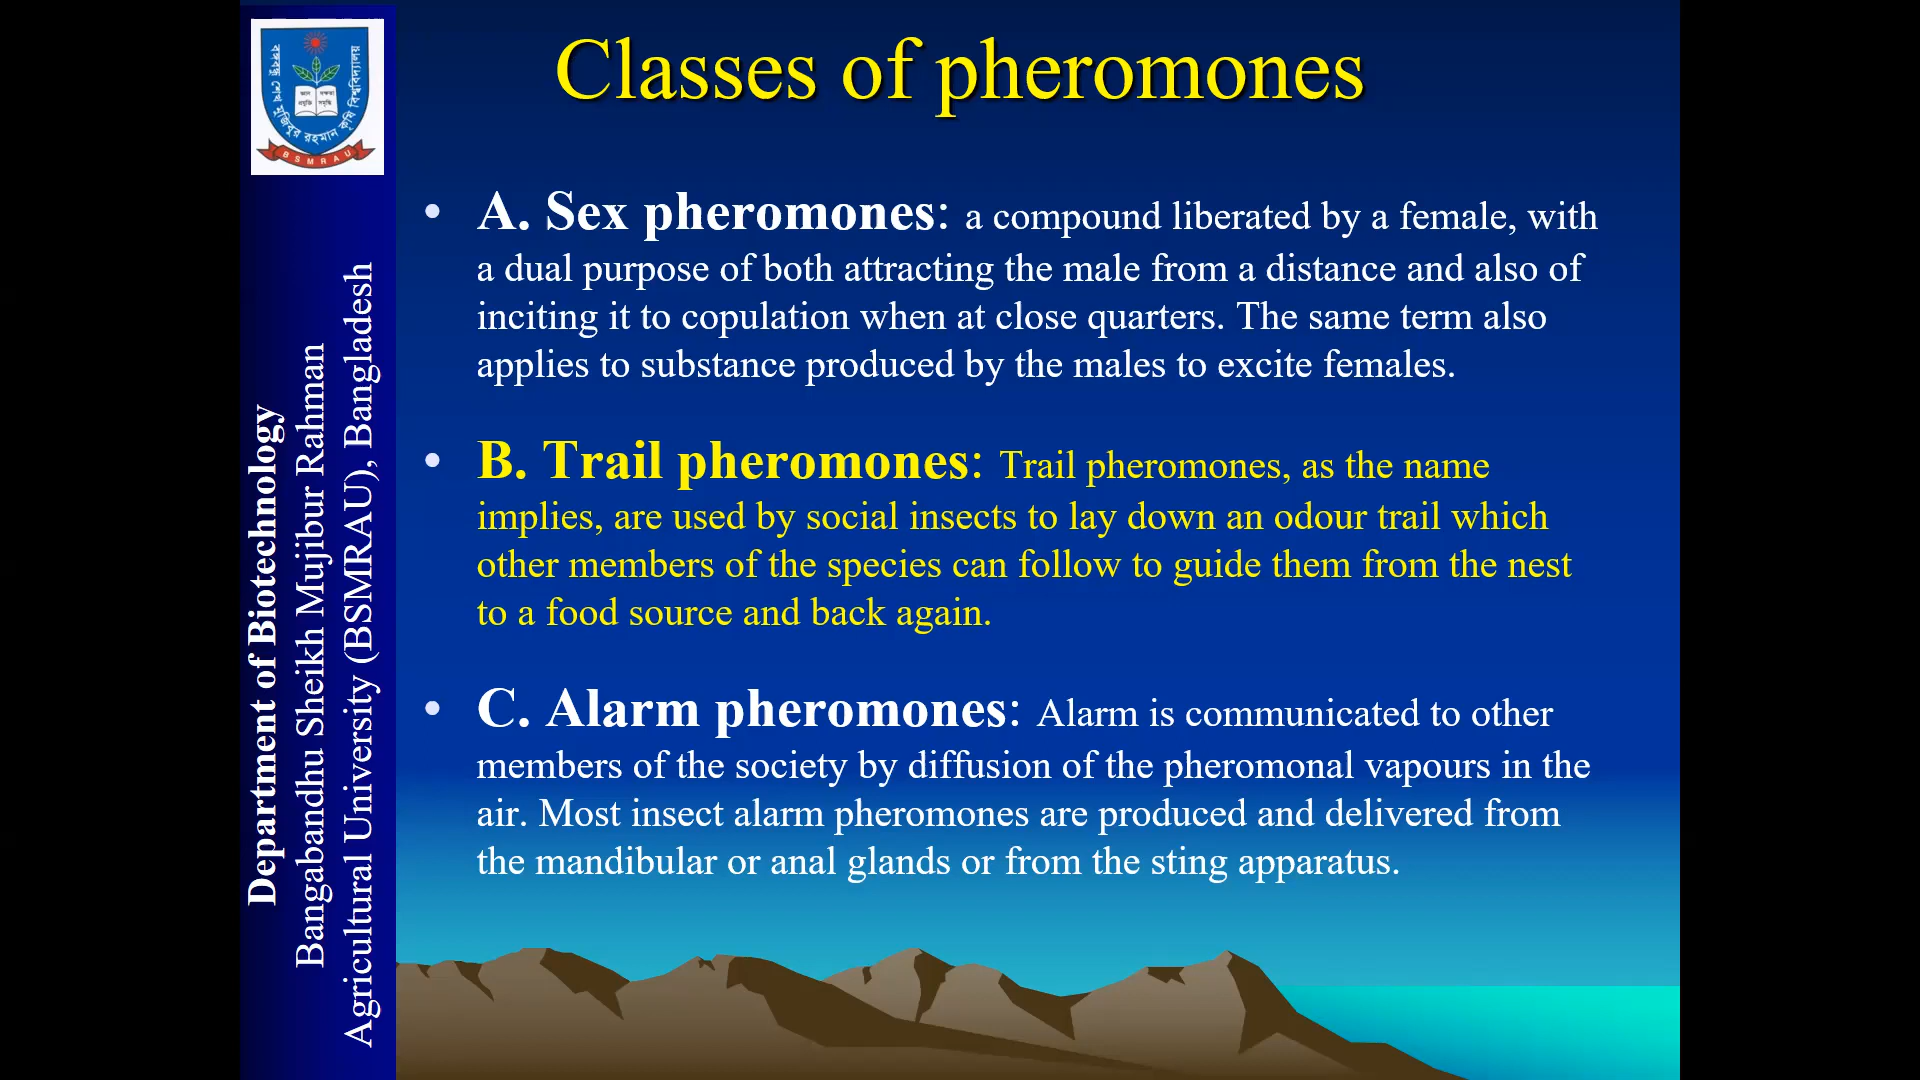 Classes of pheromones
• A. Sex pheromones: a compound liberated by a female, with
a dual purpose of both attracting the male from a distance and also of
inciting it to copulation when at close quarters. The same term also
applies to substance produced by the males to excite females.
• B. Trail pheromones: Trail pheromones, as the name
implies, are used by social insects to lay down an odour trail which
other members of the species can follow to guide them from the nest
to a food source and back again.
• C. Alarm pheromones: Alarm is communicated to other
members of the society by diffusion of the pheromonal vapours in the
air. Most insect alarm pheromones are produced and delivered from
the mandibular or anal glands or from the sting apparatus.
Department of Biotechnology
Bangabandhu Sheikh Mujibur Rahman
Agricultural University (BSMRAU), Bangladesh
বঙ্গবন্ধু শেখ মুজিবুর রহমান কৃষি বিশ্ববিদ্যালয়
BSMRAU